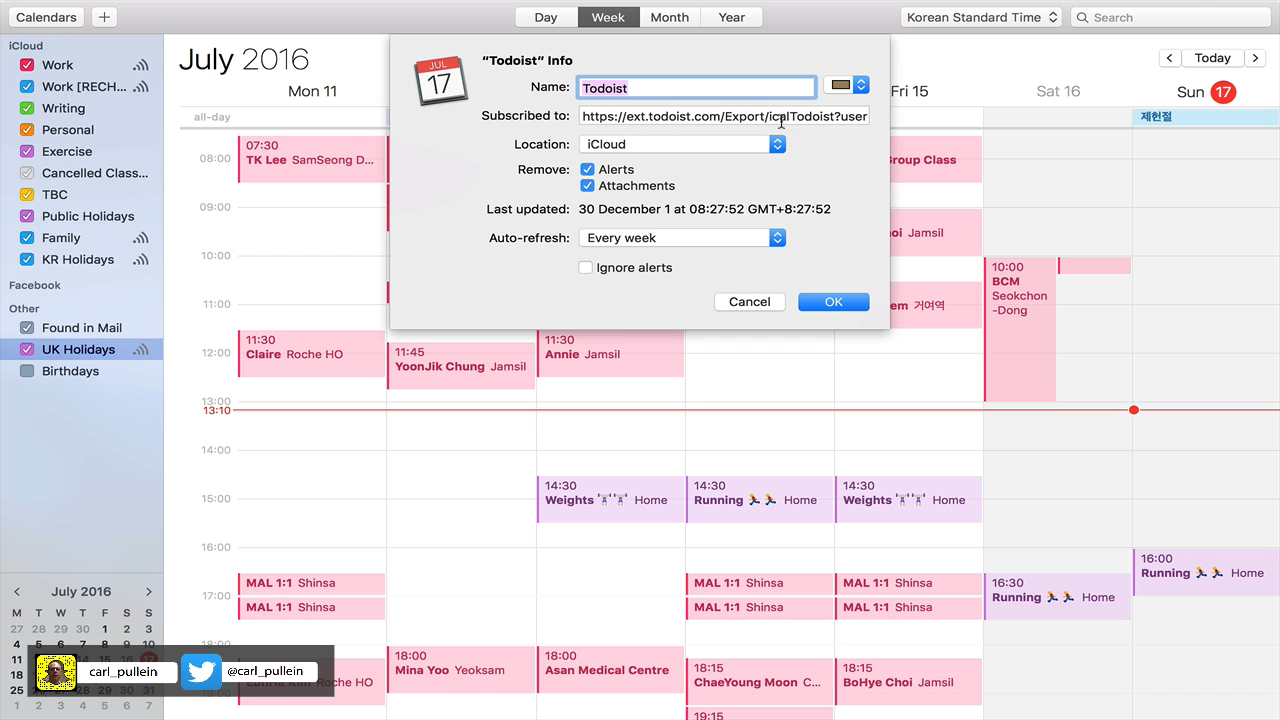 Calendars
+
Day
Week
Month
Year
Korean Standard Time
Search
iCloud
Work
Work [RECH...
Writing
Personal
Exercise
Cancelled Class...
TBC
Public Holidays
Family
KR Holidays
Facebook
Other
Found in Mail
UK Holidays
Birthdays
July 2016
Today
Mon 11
Fri 15
Sat 16
Sun 17
all-day
제헌절
JUL
17
“Todoist” Info
Name:
Todoist
Subscribed to:
https://ext.todoist.com/Export/icalTodoist?user
Location:
iCloud
Remove:
Alerts
Attachments
Last updated:
30 December 1 at 08:27:52 GMT+8:27:52
Auto-refresh:
Every week
Ignore alerts
Cancel
OK
08:00
09:00
10:00
11:00
12:00
13:00
13:10
14:00
15:00
16:00
17:00
18:00
07:30
TK Lee SamSeong D...
11:30
Claire Roche HO
MAL 1:1 Shinsa
MAL 1:1 Shinsa
Roche HO
11:45
YoonJik Chung Jamsil
18:00
Mina Yoo Yeoksam
11:30
Annie Jamsil
14:30
Weights Home
18:00
Asan Medical Centre
14:30
Running Home
MAL 1:1 Shinsa
MAL 1:1 Shinsa
18:15
ChaeYoung Moon C...
19:15
Group Class
Jamsil
거여역
14:30
Weights Home
MAL 1:1 Shinsa
MAL 1:1 Shinsa
18:15
BoHye Choi Jamsil
10:00
BCM
Seokchon
-Dong
16:30
Running Home
16:00
Running Home
July 2016
M T W T F S S
27 28 29 30 1 2 3
4 5 6 7 8 9 10
11
18
25
1 2 3 4 5 6 7
carl_pullein
@carl_pullein